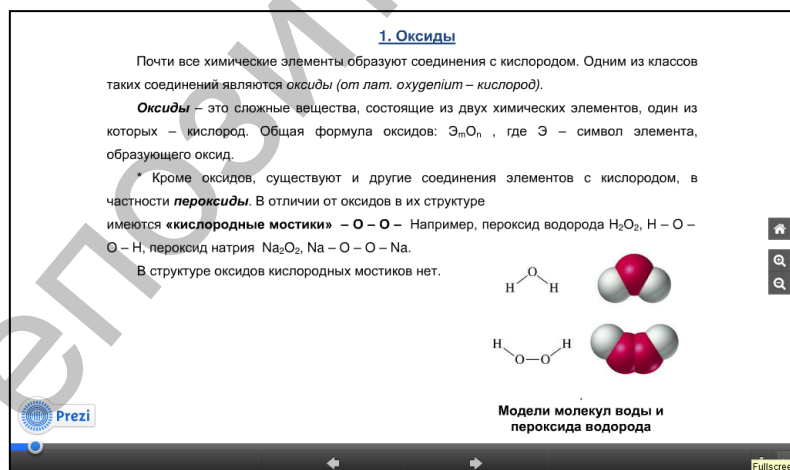 1. Оксиды
Почти все химические элементы образуют соединения с кислородом. Одним из классов
таких соединений являются оксиды (от лат. oxygenium – кислород).
Оксиды – это сложные вещества, состоящие из двух химических элементов, один из
которых – кислород. Общая формула оксидов: ЭmOn , где Э – символ элемента,
образующего оксид.
* Кроме оксидов, существуют и другие соединения элементов с кислородом, в
частности пероксиды. В отличии от оксидов в их структуре
имеются «кислородные мостики» – О – О – Например, пероксид водорода H₂O₂, H – O –
O – H, пероксид натрия Na₂O₂, Na – O – O – Na.
В структуре оксидов кислородных мостиков нет.
O
H H
H H
O—O
Модели молекул воды и
пероксида водорода
Prezi
Fullscree